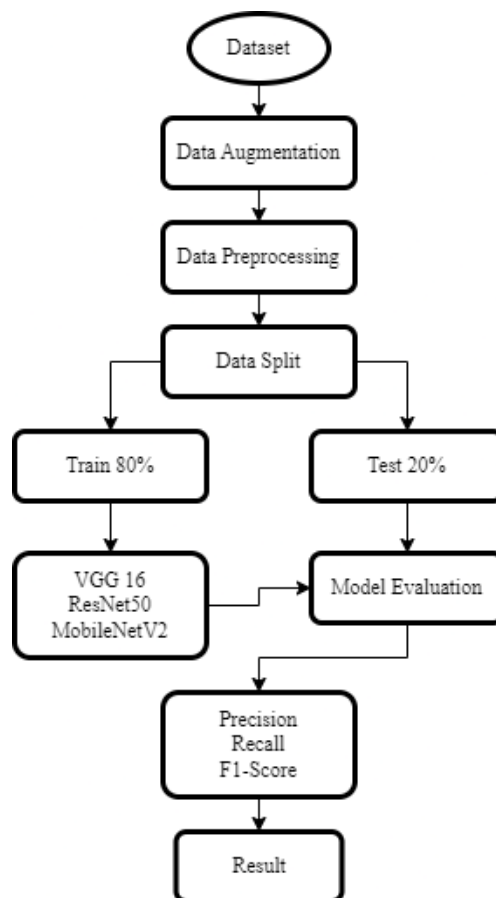 Dataset
Data Augmentation
Data Preprocessing
Data Split
Train 80%
Test 20%
VGG 16
ResNet50
MobileNetV2
Model Evaluation
Precision
Recall
F1-Score
Result